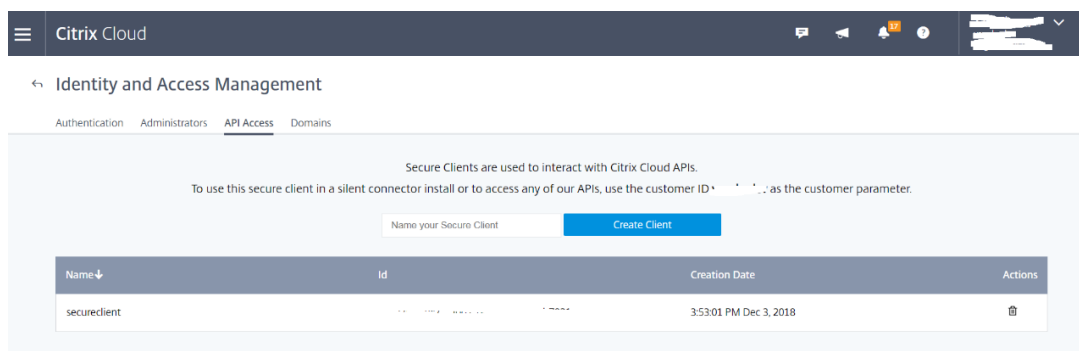 Citrix Cloud
17
Identity and Access Management
Authentication Administrators API Access Domains
Secure Clients are used to interact with Citrix Cloud APIs.
To use this secure client in a silent connector install or to access any of our APIs, use the customer ID as the customer parameter.
Name your Secure Client Create Client
Name Id Creation Date Actions
secureclient 3:53:01 PM Dec 3, 2018